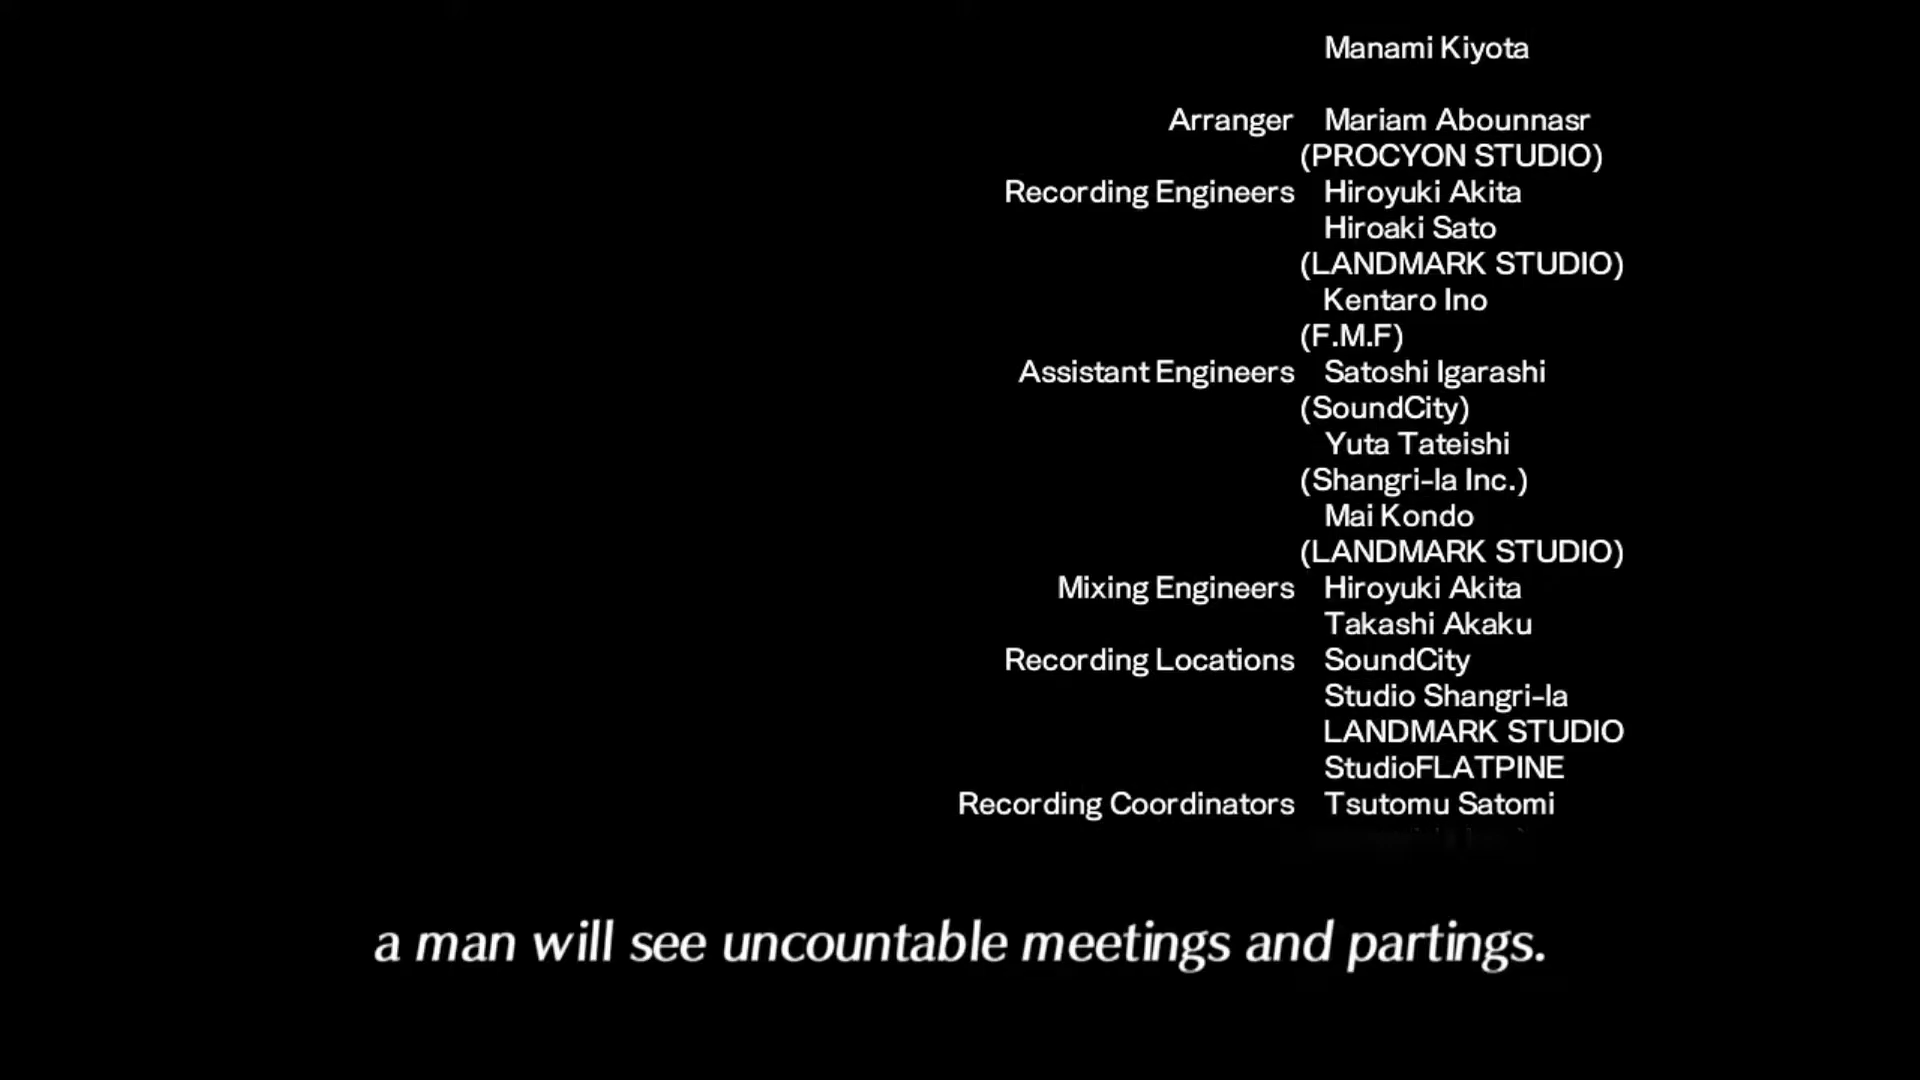 Manami Kiyota
Arranger Mariam Abounnasr
(PROCYON STUDIO)
Recording Engineers Hiroyuki Akita
Hiroaki Sato
(LANDMARK STUDIO)
Kentaro Ino
(F.M.F)
Assistant Engineers Satoshi Igarashi
(SoundCity)
Yuta Tateishi
(Shangri-la Inc.)
Mai Kondo
(LANDMARK STUDIO)
Mixing Engineers Hiroyuki Akita
Takashi Akaku
Recording Locations SoundCity
Studio Shangri-la
LANDMARK STUDIO
StudioFLATPINE
Recording Coordinators Tsutomu Satomi
a man will see uncountable meetings and partings.